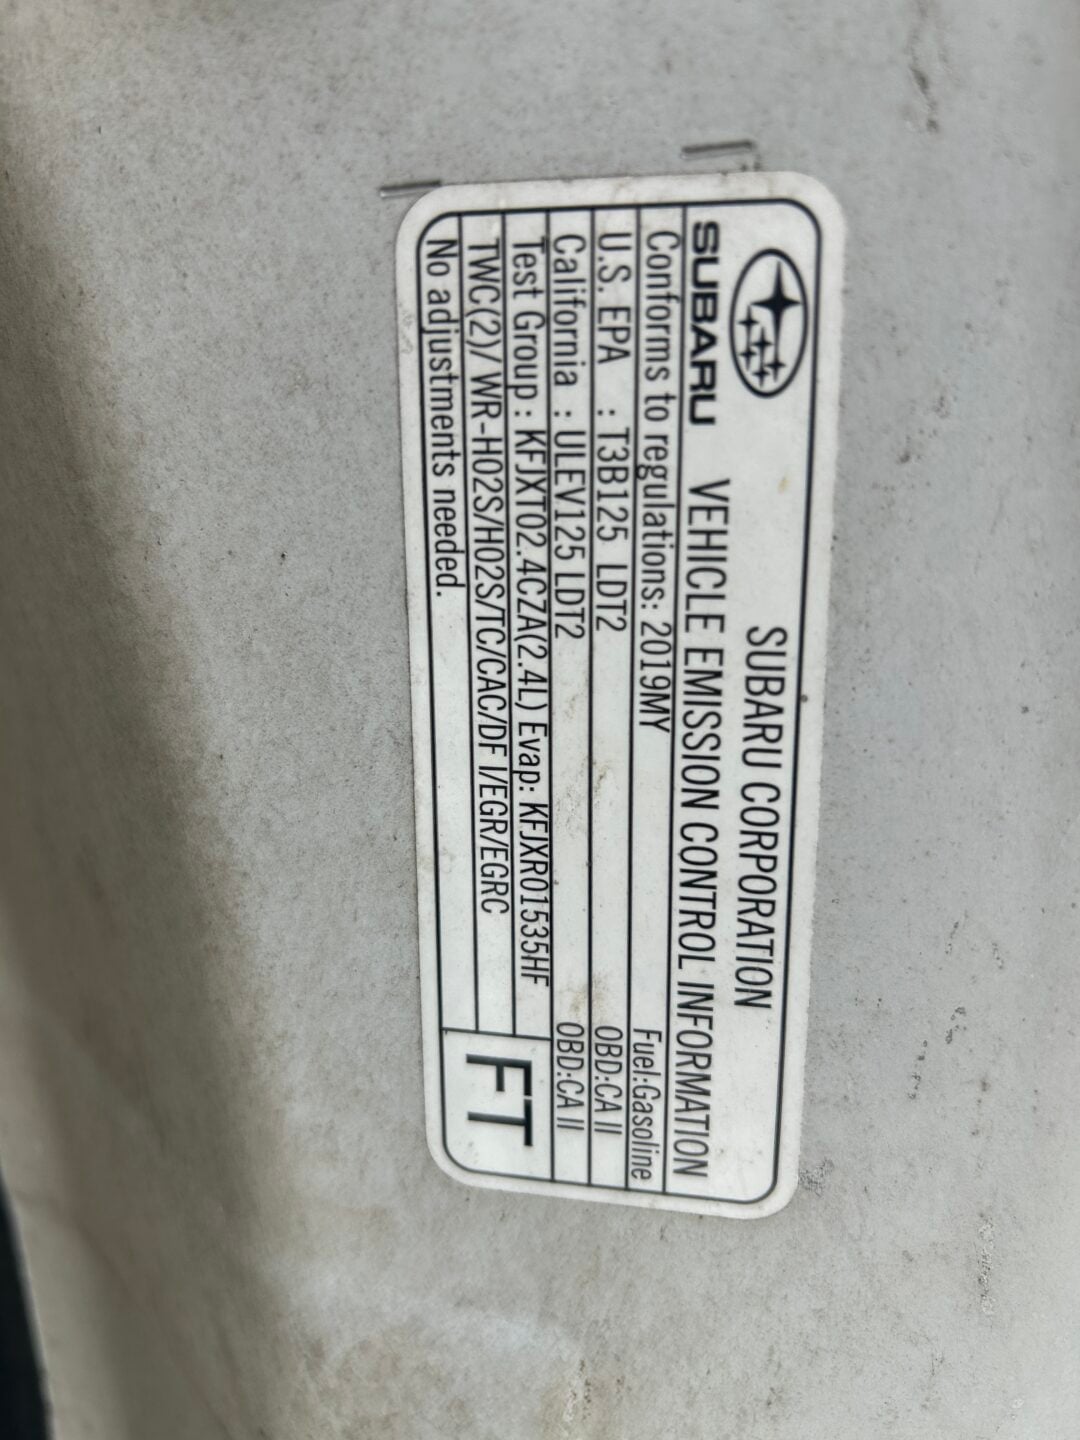 SUBARU CORPORATION
SUBARU VEHICLE EMISSION CONTROL INFORMATION
Conforms to regulations: 2019MY Fuel:Gasoline
U.S. EPA : T3B125 LDT2 OBD:CA II
California : ULEV125 LDT2 OBD:CA II
Test Group : KFJXT02.4CZA(2.4L) Evap: KFJXR01535HF
TWC(2)/WR-HO2S/HO2S/TC/CAC/DFI/EGR/EGRC
No adjustments needed.
FT